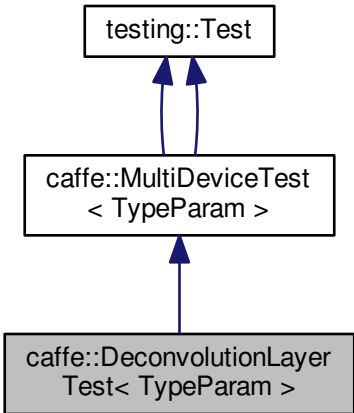 testing::Test
caffe::MultiDeviceTest
< TypeParam >
caffe::DeconvolutionLayer
Test< TypeParam >